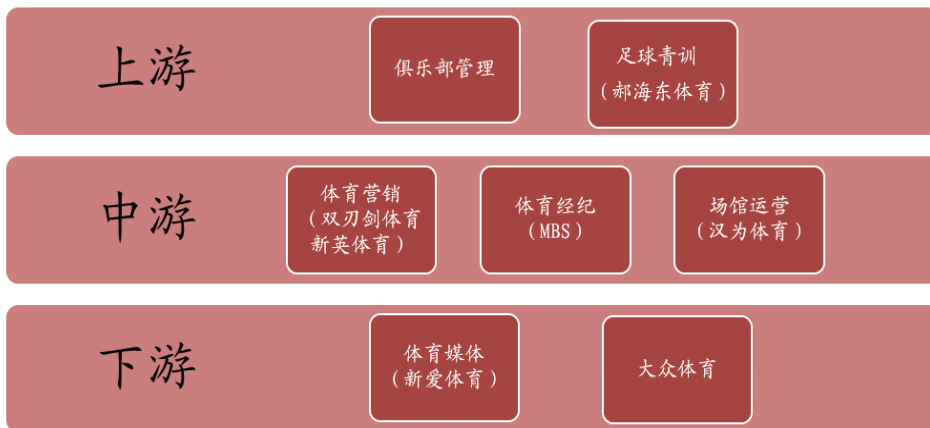 上游
俱乐部管理
足球青训
（郝海东体育）
中游
体育营销
（双刃剑体育
新英体育）
体育经纪
（MBS）
场馆运营
（汉为体育）
下游
体育媒体
（新爱体育）
大众体育